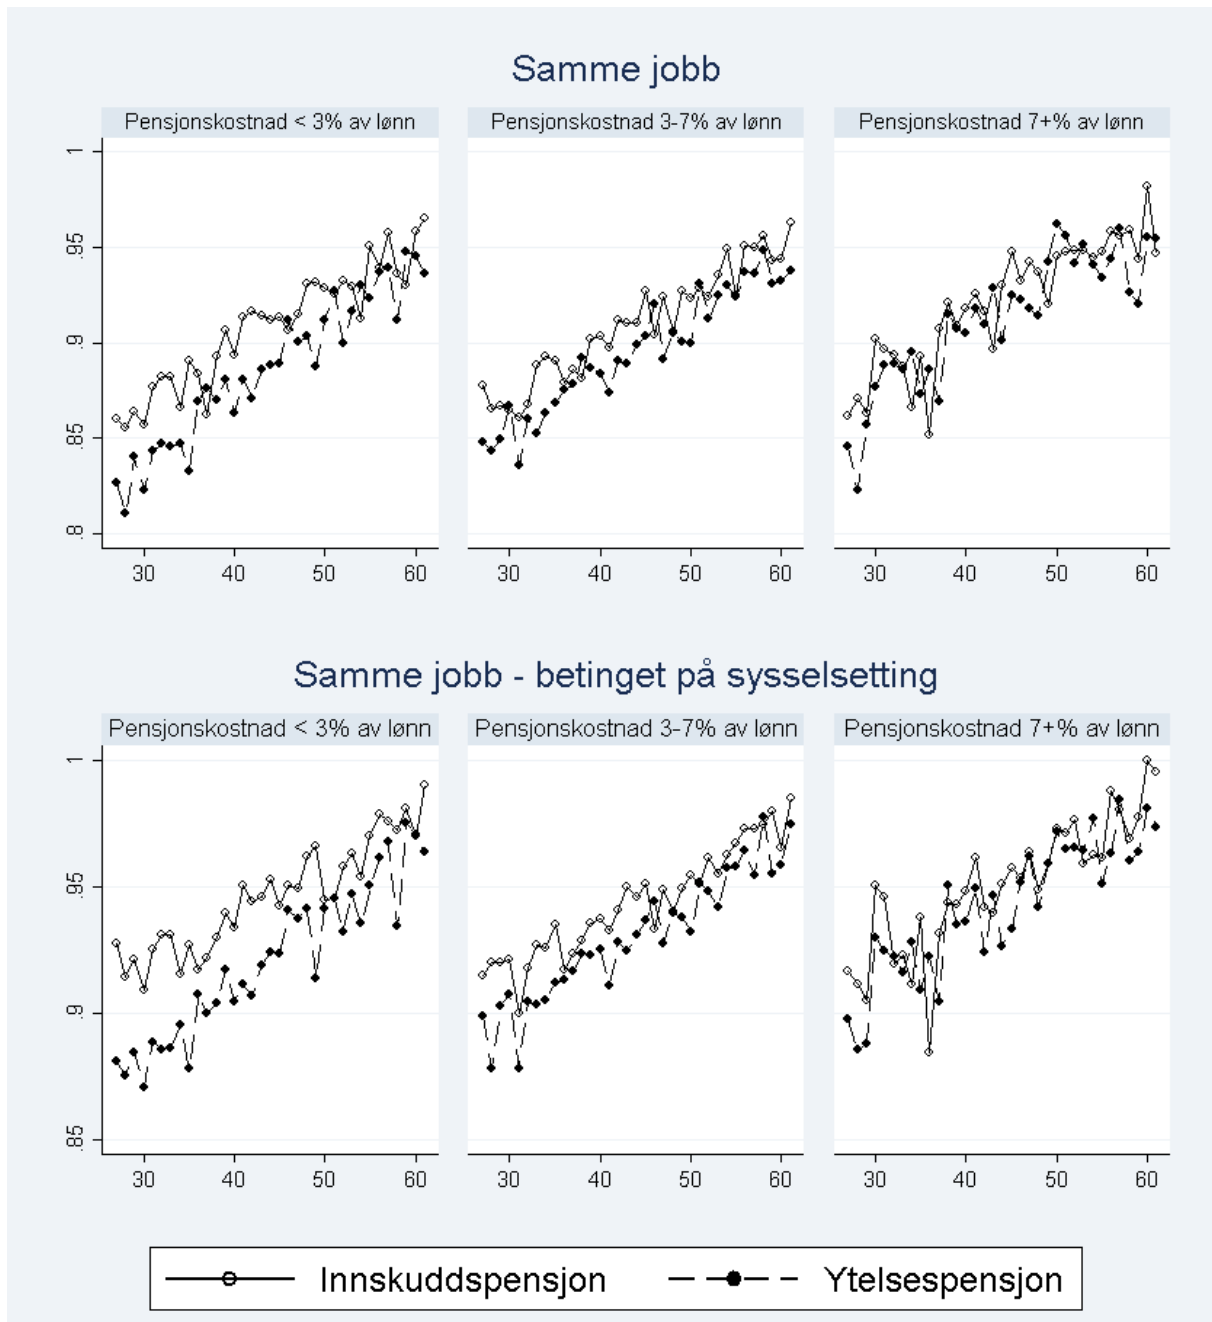 Samme jobb
Pensjonskostnad < 3% av lønn
Pensjonskostnad 3-7% av lønn
Pensjonskostnad 7+% av lønn
1
.95
.9
.85
.8
30 40 50 60
30 40 50 60
30 40 50 60
Samme jobb - betinget på sysselsetting
Pensjonskostnad < 3% av lønn
Pensjonskostnad 3-7% av lønn
Pensjonskostnad 7+% av lønn
1
.95
.9
.85
30 40 50 60
30 40 50 60
30 40 50 60
Innskuddspensjon
Ytelsespensjon